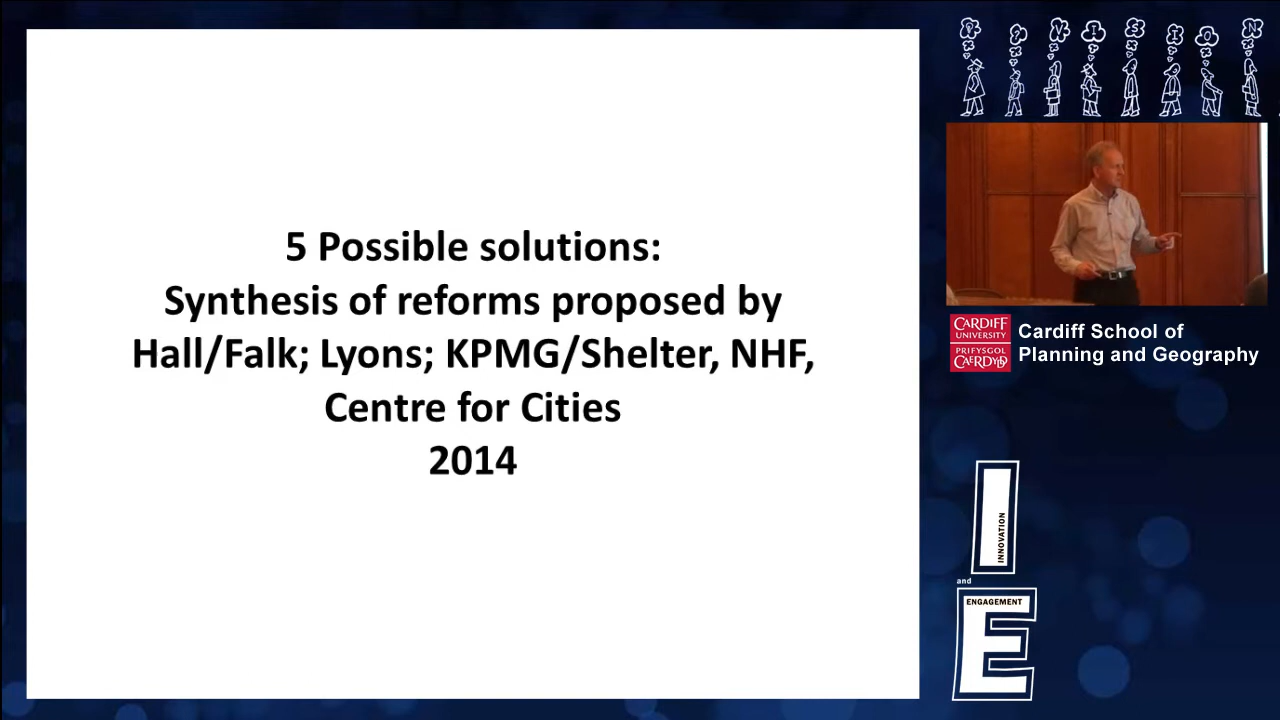 5 Possible solutions:
Synthesis of reforms proposed by
Hall/Falk; Lyons; KPMG/Shelter, NHF,
Centre for Cities
2014
VISION
CARDIFF
UNIVERSITY
PRIFYSGOL
CAERDYDD
Cardiff School of
Planning and Geography
I
INNOVATION
and
ENGAGEMENT
E